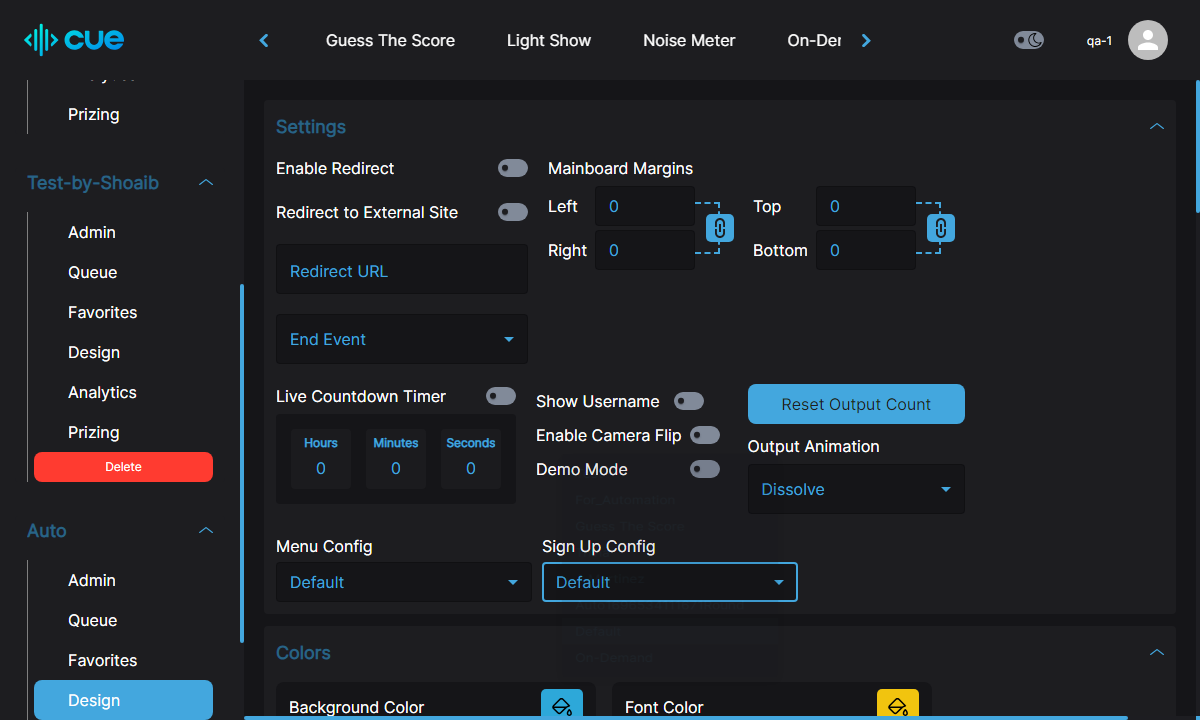 cue
Guess The Score
Light Show
Noise Meter
On-Der
qa-1
Prizing
Test-by-Shoaib
Admin
Queue
Favorites
Design
Analytics
Prizing
Delete
Auto
Admin
Queue
Favorites
Design
Settings
Enable Redirect
Redirect to External Site
Redirect URL
End Event
Mainboard Margins
Left 0
Top 0
Right 0
Bottom 0
Live Countdown Timer
Hours Minutes Seconds
0 0 0
Show Username
Enable Camera Flip
Demo Mode
Reset Output Count
Output Animation
Dissolve
Menu Config
Default
Sign Up Config
Default
Colors
Background Color
Font Color